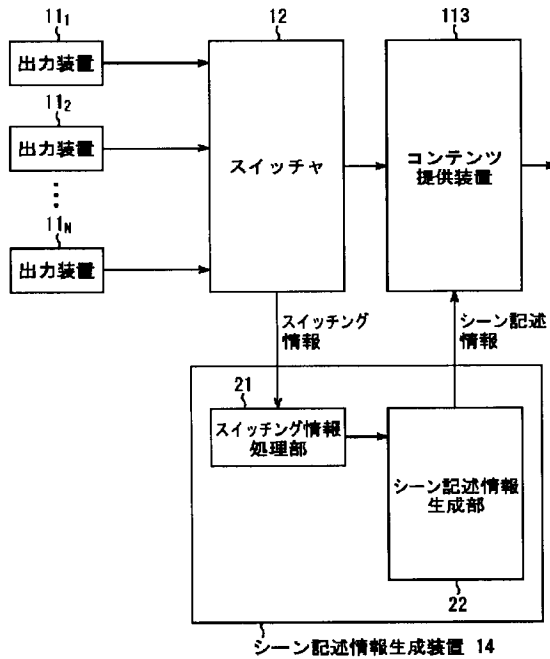 11₁
12
113
出力装置
11₂
出力装置
スイッチャ
コンテンツ
提供装置
11N
出力装置
スイッチング
情報
シーン記述
情報
21
スイッチング情報
処理部
シーン記述情報
生成部
22
シーン記述情報生成装置 14